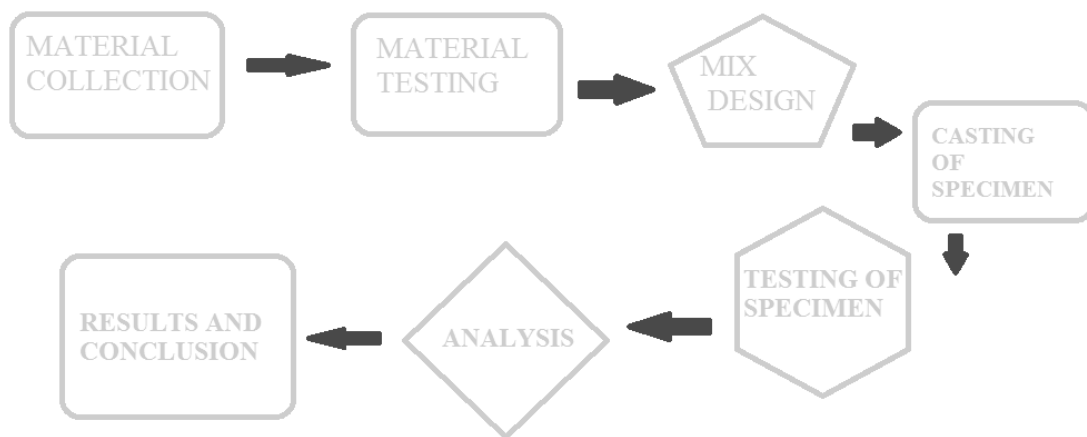 MATERIAL
COLLECTION
MATERIAL
TESTING
MIX
DESIGN
CASTING
OF
SPECIMEN
TESTING OF
SPECIMEN
ANALYSIS
RESULTS AND
CONCLUSION